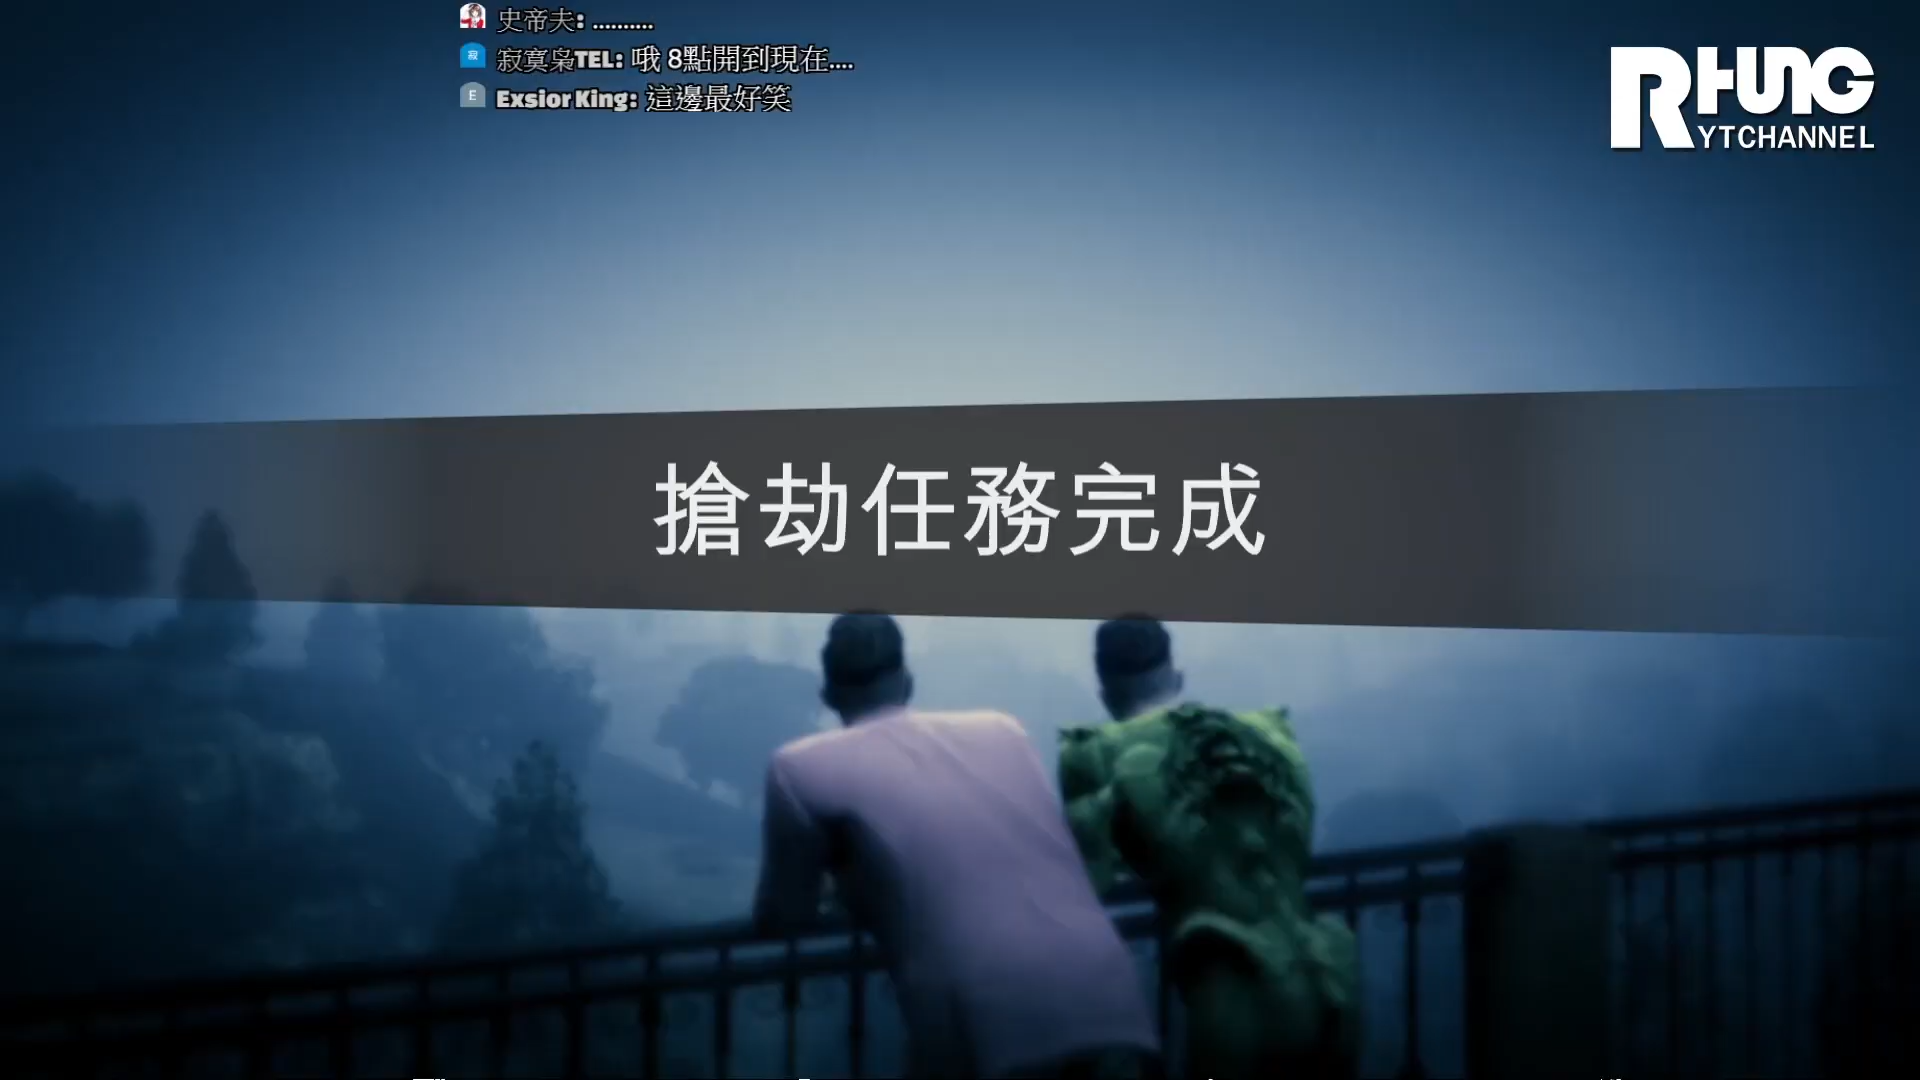 史帝夫: ..........
寂寞梟TEL: 哦 8點開到現在....
E
Exsior King: 這邊最好笑
RHUNG
YTCHANNEL
搶劫任務完成